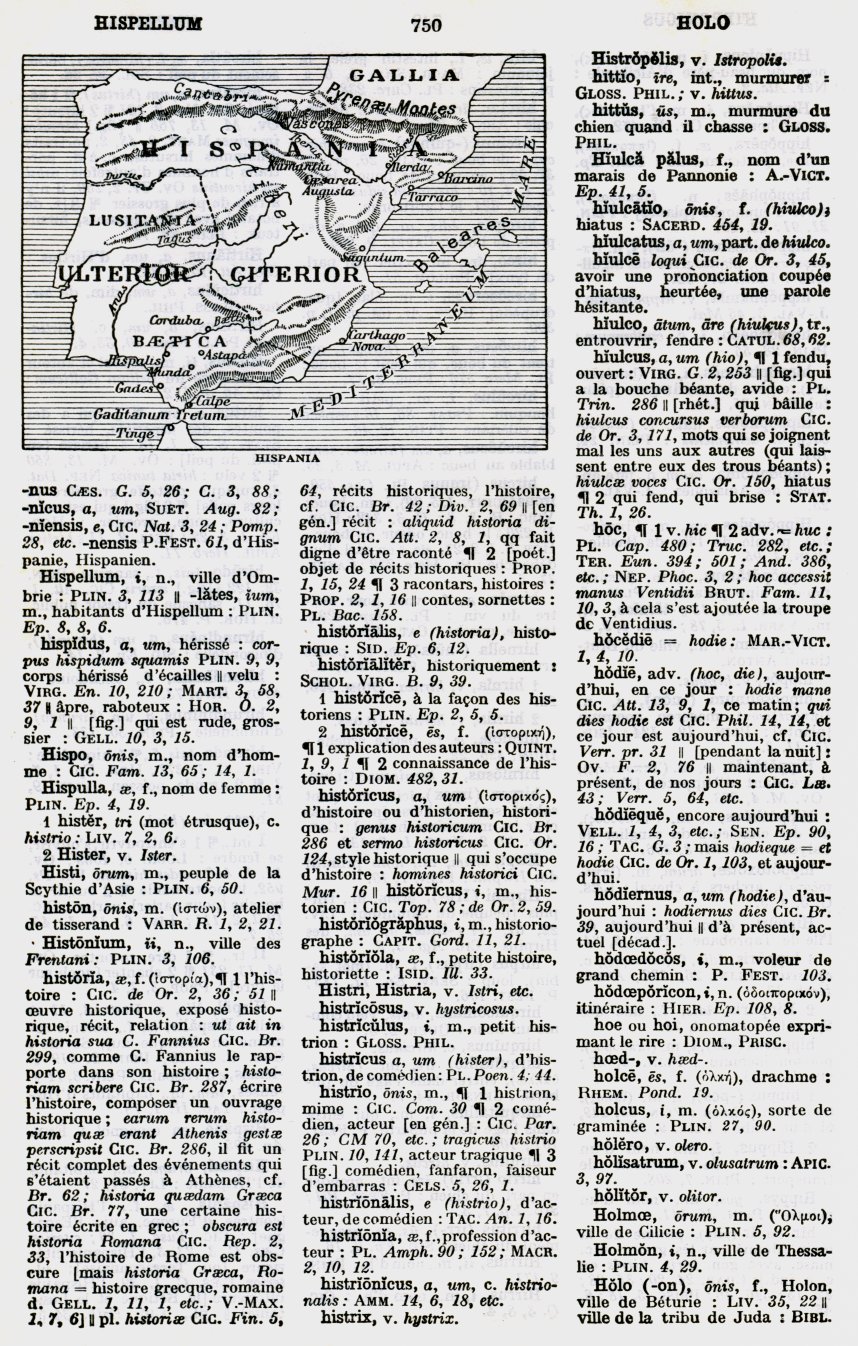 HISPELLUM
750
HOLO
GALLIA
Cantabri
Pyrenæi Montes
Vascones
HISPANIA
Celtiberi
Iberus
Numantia
Cæsarea Augusta
Ilerda
Barcino
Tarraco
Durius
LUSITANIA
Tagus
Saguntum
Baleares
MARE
ULTERIOR
CITERIOR
Anas
Corduba
Bætis
BÆTICA
Astapa
Hispalis
Munda
Carthago
Nova
Gades
Calpe
Gaditanum fretum
Tinge
MEDITERRANEUM
HISPANIA
-nus CÆS. G. 5, 26; C. 3, 88;
-nĭcus, a, um, SUET. Aug. 82;
-nĭensis, e, CIC. Nat. 3, 24; Pomp.
28, etc. -nensis P.FEST. 61, d'His-
panie, Hispanien.
Hispellum, i, n., ville d'Om-
brie : PLIN. 3, 113 || -lātes, ium,
m., habitants d'Hispellum : PLIN.
Ep. 8, 8, 6.
hispĭdus, a, um, hérissé : cor-
pus hispidum squamis PLIN. 9, 9,
corps hérissé d'écailles || velu :
VIRG. En. 10, 210; MART. 3, 58,
37 || âpre, raboteux : HOR. O. 2,
9, 1 || [fig.] qui est rude, gros-
sier : GELL. 10, 3, 15.
Hispo, ōnis, m., nom d'hom-
me : CIC. Fam. 13, 65; 14, 1.
Hispulla, æ, f., nom de femme :
PLIN. Ep. 4, 19.
1 histĕr, tri (mot étrusque), c.
histrio : LIV. 7, 2, 6.
2 Hister, v. Ister.
Histi, ōrum, m., peuple de la
Scythie d'Asie : PLIN. 6, 50.
histōn, ōnis, m. (ἱστών), atelier
de tisserand : VARR. R. 1, 2, 21.
Histōnĭum, ĭi, n., ville des
Frentani : PLIN. 3, 106.
histŏrĭa, æ, f. (ἱστορία), ¶ 1 l'his-
toire : CIC. de Or. 2, 36; 51 ||
œuvre historique, exposé histo-
rique, récit, relation : ut ait in
historia sua C. Fannius CIC. Br.
299, comme C. Fannius le rap-
porte dans son histoire ; histo-
riam scribere CIC. Br. 287, écrire
l'histoire, composer un ouvrage
historique ; earum rerum histo-
riam quæ erant Athenis gestæ
perscripsit CIC. Br. 286, il fit un
récit complet des événements qui
s'étaient passés à Athènes, cf.
Br. 62; historia quædam Græca
CIC. Br. 77, une certaine his-
toire écrite en grec ; obscura est
historia Romana CIC. Rep. 2,
33, l'histoire de Rome est obs-
cure [mais historia Græca, Ro-
mana = histoire grecque, romaine
d. GELL. 1, 11, 1, etc.; V.-MAX.
1, 7, 6] || pl. historiæ CIC. Fin. 5,
64, récits historiques, l'histoire,
cf. CIC. Br. 42; Div. 2, 69 || [en
gén.] récit : aliquid historia di-
gnum CIC. Att. 2, 8, 1, qq fait
digne d'être raconté ¶ 2 [poét.]
objet de récits historiques : PROP.
1, 15, 24 ¶ 3 racontars, histoires :
PROP. 2, 1, 16 || contes, sornettes :
PL. Bac. 158.
histŏrĭālis, e (historia), histo-
rique : SID. Ep. 6, 12.
histŏrĭālĭtĕr, historiquement :
SCHOL. VIRG. B. 9, 39.
1 histŏrĭcē, à la façon des his-
toriens : PLIN. Ep. 2, 5, 5.
2 histŏrĭcē, ēs, f. (ἱστορική),
¶ 1 explication des auteurs : QUINT.
1, 9, 1 ¶ 2 connaissance de l'his-
toire : DIOM. 482, 31.
histŏrĭcus, a, um (ἱστορικός),
d'histoire ou d'historien, histori-
que : genus historicum CIC. Br.
286 et sermo historicus CIC. Or.
124, style historique || qui s'occupe
d'histoire : homines historici CIC.
Mur. 16 || histŏrĭcus, i, m., his-
torien : CIC. Top. 78; de Or. 2, 59.
histŏrĭŏgrăphus, i, m., historio-
graphe : CAPIT. Gord. 11, 21.
histŏrĭŏla, æ, f., petite histoire,
historiette : ISID. Ill. 33.
Histri, Histria, v. Istri, etc.
histrĭcōsus, v. hystricosus.
histrĭcŭlus, i, m., petit his-
trion : GLOSS. PHIL.
histrĭcus a, um (hister), d'his-
trion, de comédien : PL. Poen. 4; 44.
histrĭo, ōnis, m., ¶ 1 histrion,
mime : CIC. Com. 30 ¶ 2 comé-
dien, acteur [en gén.] : CIC. Par.
26; CM 70, etc.; tragicus histrio
PLIN. 10, 141, acteur tragique ¶ 3
[fig.] comédien, fanfaron, faiseur
d'embarras : CELS. 5, 26, 1.
histrĭōnālis, e (histrio), d'ac-
teur, de comédien : TAC. An. 1, 16.
histrĭōnĭa, æ, f., profession d'ac-
teur : PL. Amph. 90; 152; MACR.
2, 10, 12.
histrĭōnĭcus, a, um, c. histrio-
nalis : AMM. 14, 6, 18, etc.
histrix, v. hystrix.
Histrŏpŏlis, v. Istropolis.
hittĭo, īre, int., murmurer :
GLOSS. PHIL.; v. hittus.
hittŭs, ūs, m., murmure du
chien quand il chasse : GLOSS.
PHIL.
Hĭulcă pălus, f., nom d'un
marais de Pannonie : A.-VICT.
Ep. 41, 5.
hĭulcātĭo, ōnis, f. (hiulco),
hiatus : SACERD. 454, 19.
hĭulcatus, a, um, part. de hiulco.
hĭulcē loqui CIC. de Or. 3, 45,
avoir une prononciation coupée
d'hiatus, heurtée, une parole
hésitante.
hĭulco, ātum, āre (hiulcus), tr.,
entrouvrir, fendre : CATUL. 68, 62.
hĭulcus, a, um (hio), ¶ 1 fendu,
ouvert : VIRG. G. 2, 253 || [fig.] qui
a la bouche béante, avide : PL.
Trin. 286 || [rhét.] qui bâille :
hiulcus concursus verborum CIC.
de Or. 3, 171, mots qui se joignent
mal les uns aux autres (qui lais-
sent entre eux des trous béants) ;
hiulcæ voces CIC. Or. 150, hiatus
¶ 2 qui fend, qui brise : STAT.
Th. 1, 26.
hōc, ¶ 1 v. hic ¶ 2 adv. = huc :
PL. Cap. 480; Truc. 282, etc.;
TER. Eun. 394; 501; And. 386,
etc.; NEP. Phoc. 3, 2; hoc accessit
manus Ventidii BRUT. Fam. 11,
10, 3, à cela s'est ajoutée la troupe
de Ventidius.
hŏcĕdĭē = hodie : MAR.-VICT.
1, 4, 10.
hŏdĭē, adv. (hoc, die), aujour-
d'hui, en ce jour : hodie mane
CIC. Att. 13, 9, 1, ce matin; qui
dies hodie est CIC. Phil. 14, 14, et
ce jour est aujourd'hui, cf. CIC.
Verr. pr. 31 || [pendant la nuit] :
OV. F. 2, 76 || maintenant, à
présent, de nos jours : CIC. Læ.
43; Verr. 5, 64, etc.
hŏdĭēquĕ, encore aujourd'hui :
VELL. 1, 4, 3, etc.; SEN. Ep. 90,
16; TAC. G. 3; mais hodieque = et
hodie CIC. de Or. 1, 103, et aujour-
d'hui.
hŏdĭernus, a, um (hodie), d'au-
jourd'hui : hodiernus dies CIC. Br.
39, aujourd'hui || d'à présent, ac-
tuel [décad.].
hŏdœdŏcŏs, i, m., voleur de
grand chemin : P. FEST. 103.
hŏdœpŏrĭcon, i, n. (ὁδοιπορικόν),
itinéraire : HIER. Ep. 108, 8.
hoe ou hoi, onomatopée expri-
mant le rire : DIOM., PRISC.
hœd-, v. hæd-.
holcē, ēs, f. (ὁλκή), drachme :
RHEM. Pond. 19.
holcus, i, m. (ὁλκός), sorte de
graminée : PLIN. 27, 90.
hŏlĕro, v. olero.
hŏlĭsatrum, v. olusatrum : APIC.
3, 97.
hŏlĭtŏr, v. olitor.
Holmœ, ōrum, m. (Ὅλμοι),
ville de Cilicie : PLIN. 5, 92.
Holmŏn, i, n., ville de Thessa-
lie : PLIN. 4, 29.
Hŏlo (-on), ōnis, f., Holon,
ville de Béturie : LIV. 35, 22 ||
ville de la tribu de Juda : BIBL.